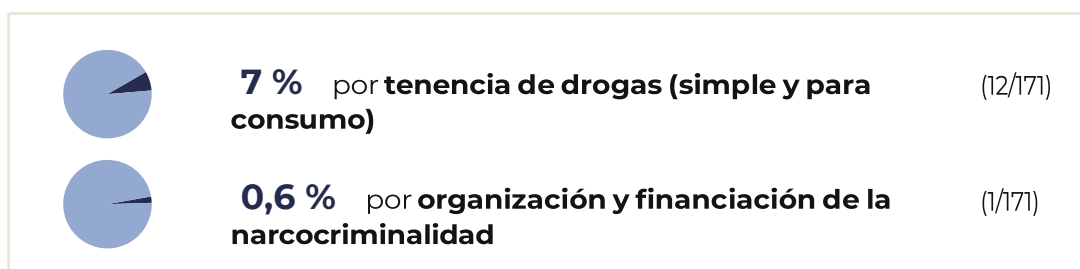 7 % por tenencia de drogas (simple y para (12/171)
consumo)
0,6 % por organización y financiación de la (1/171)
narcocriminalidad